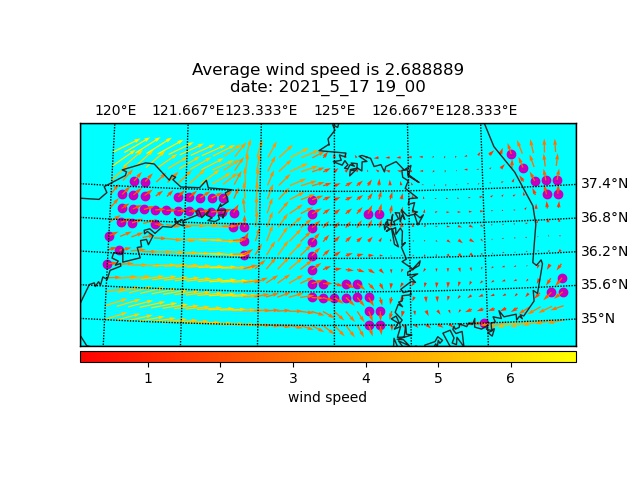 Average wind speed is 2.688889
date: 2021_5_17 19_00
120°E 121.667°E 123.333°E 125°E 126.667°E 128.333°E
37.4°N
36.8°N
36.2°N
35.6°N
35°N
1 2 3 4 5 6
wind speed